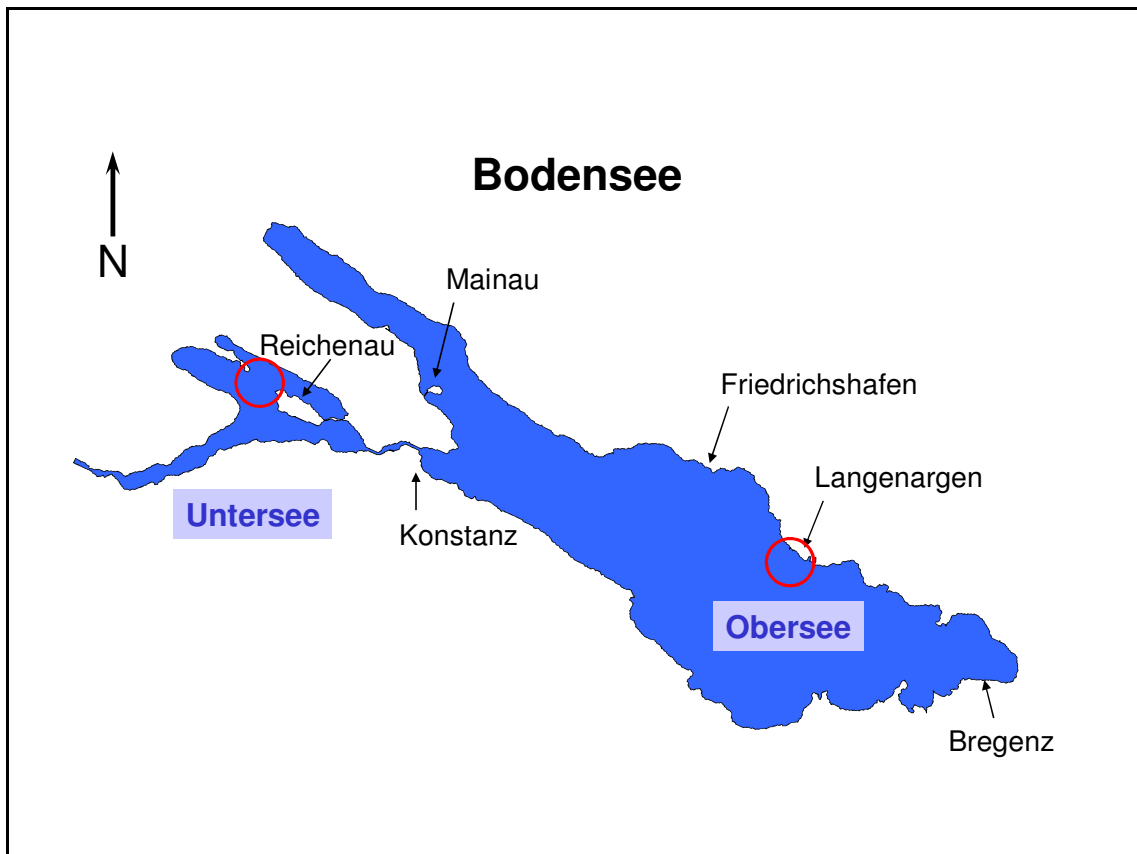 Bodensee
N
Mainau
Reichenau
Friedrichshafen
Langenargen
Untersee
Konstanz
Obersee
Bregenz